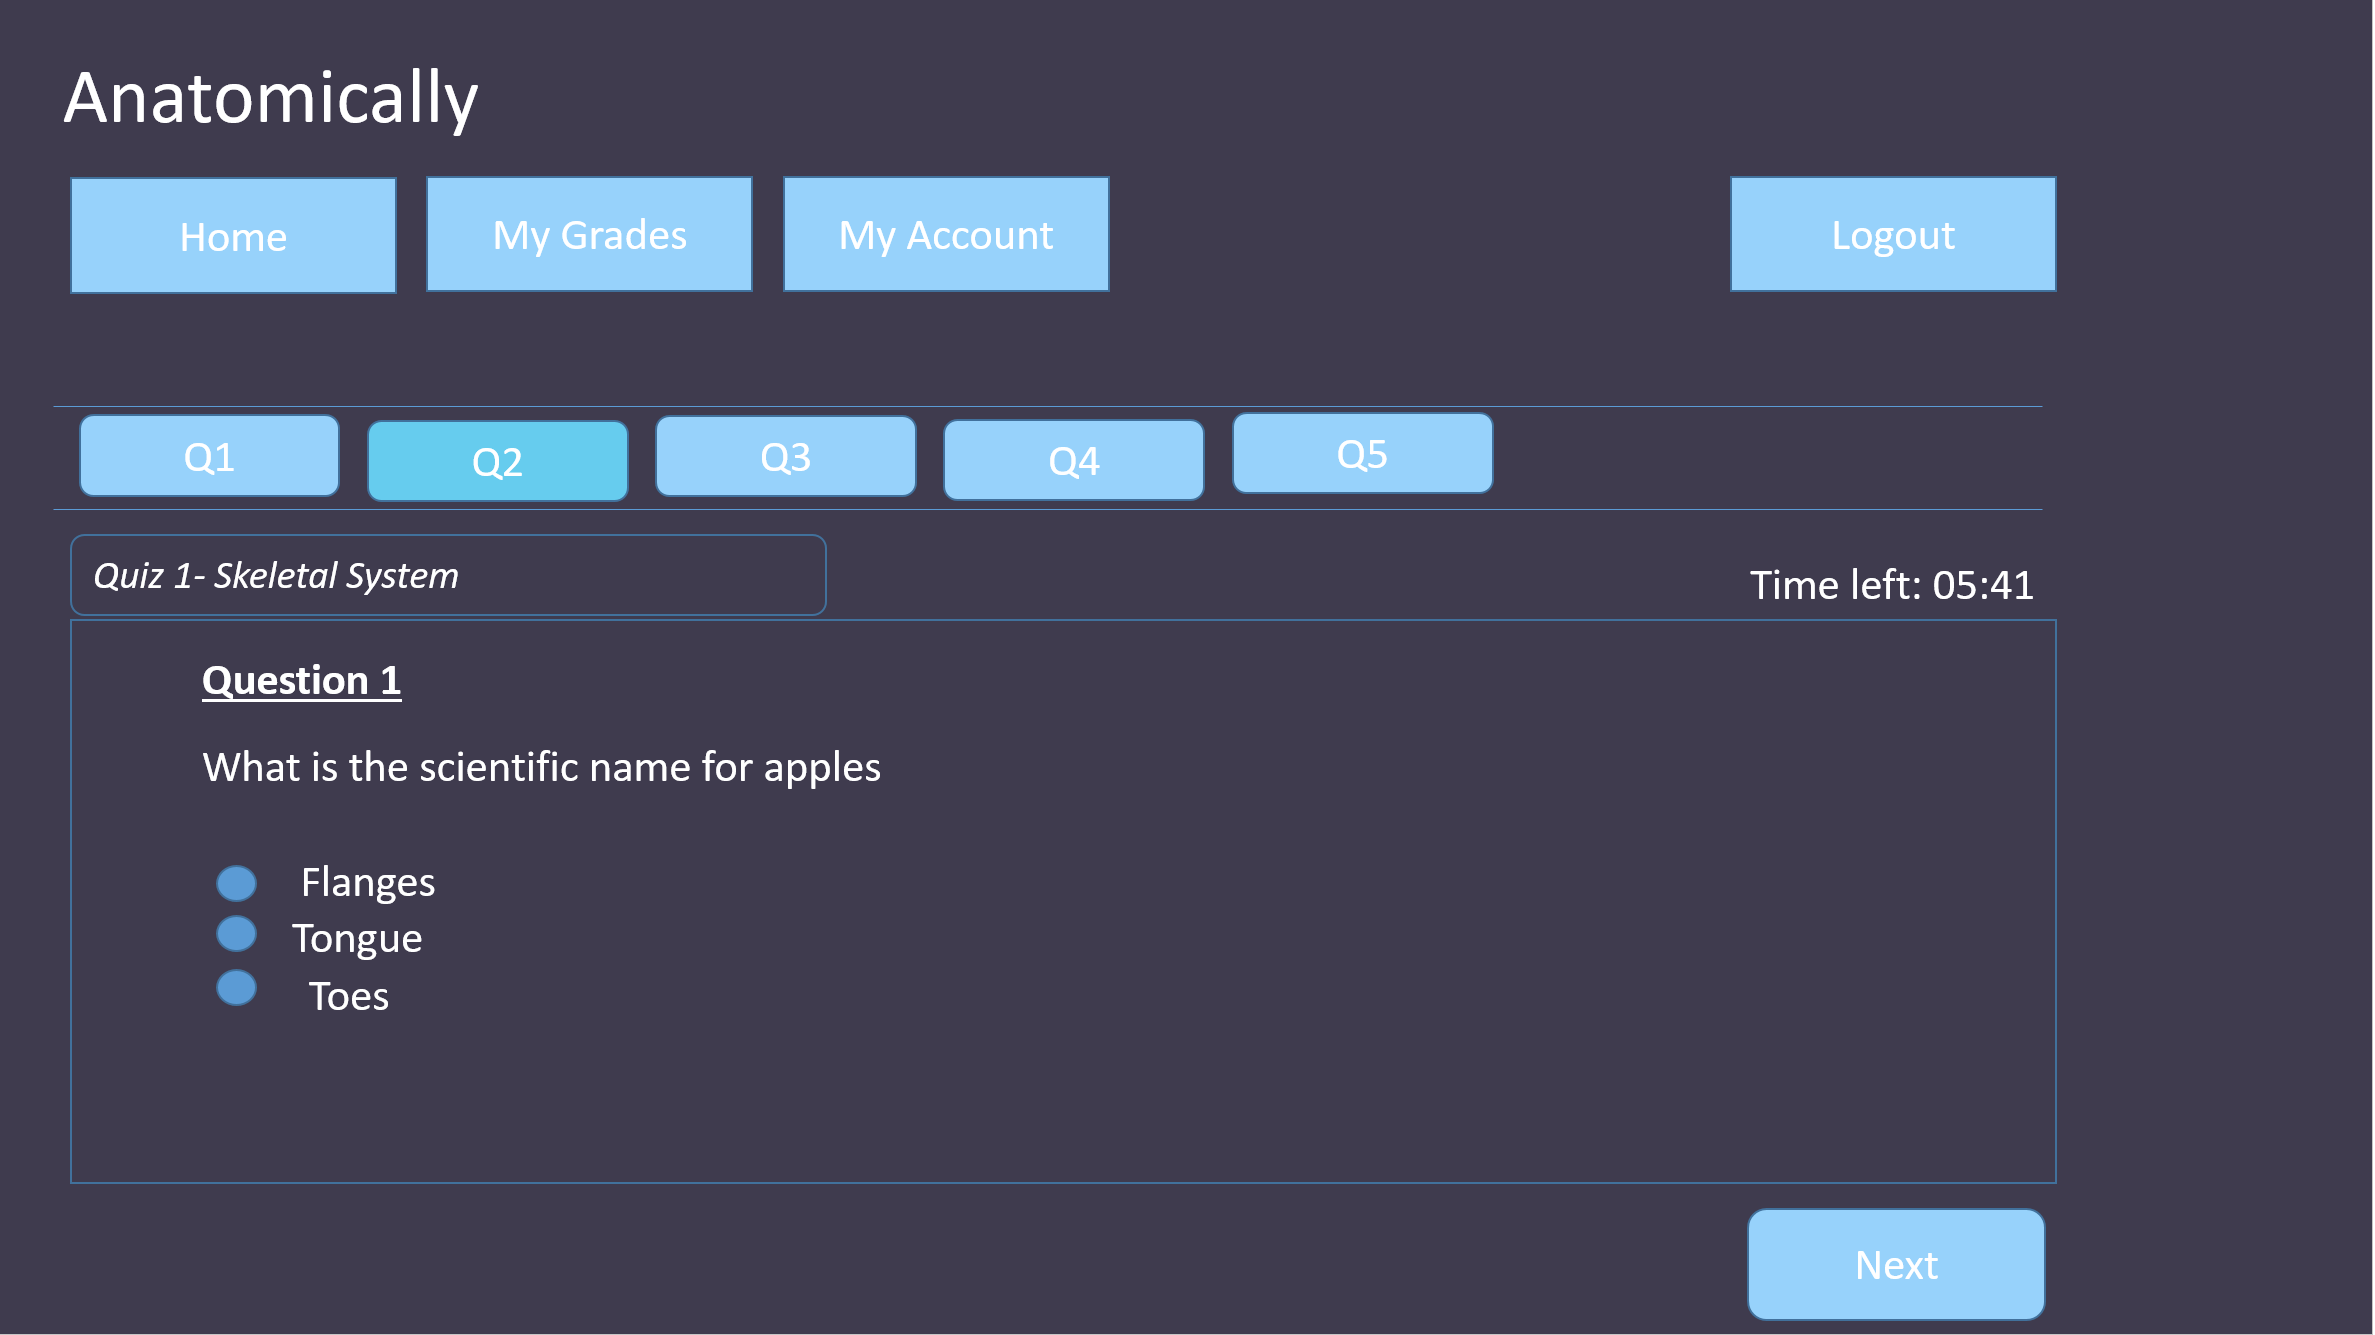 Anatomically
Home
My Grades
My Account
Logout
Q1
Q2
Q3
Q4
Q5
Quiz 1- Skeletal System
Time left: 05:41
Question 1
What is the scientific name for apples
Flanges
Tongue
Toes
Next